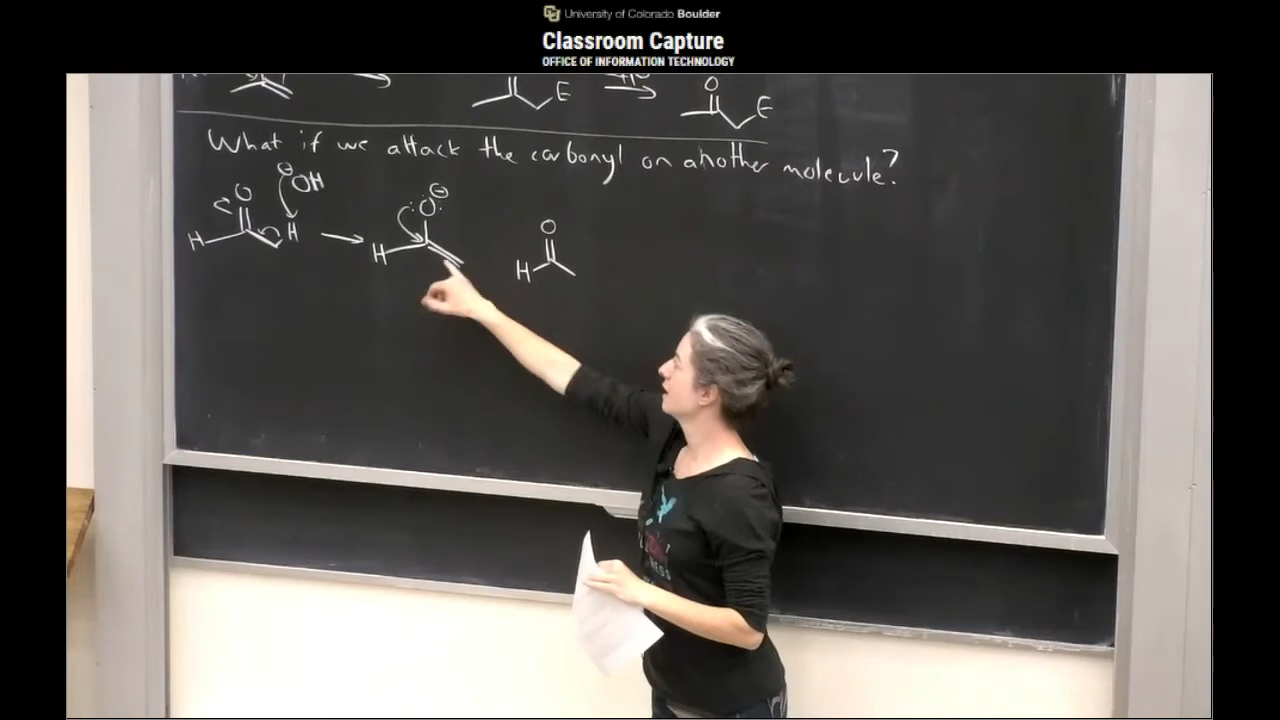 University of Colorado Boulder
Classroom Capture
OFFICE OF INFORMATION TECHNOLOGY
E
O
E
What if we attack the carbonyl on another molecule?
⊖
OH
O
H
H
⊖
:O:
H
O
H